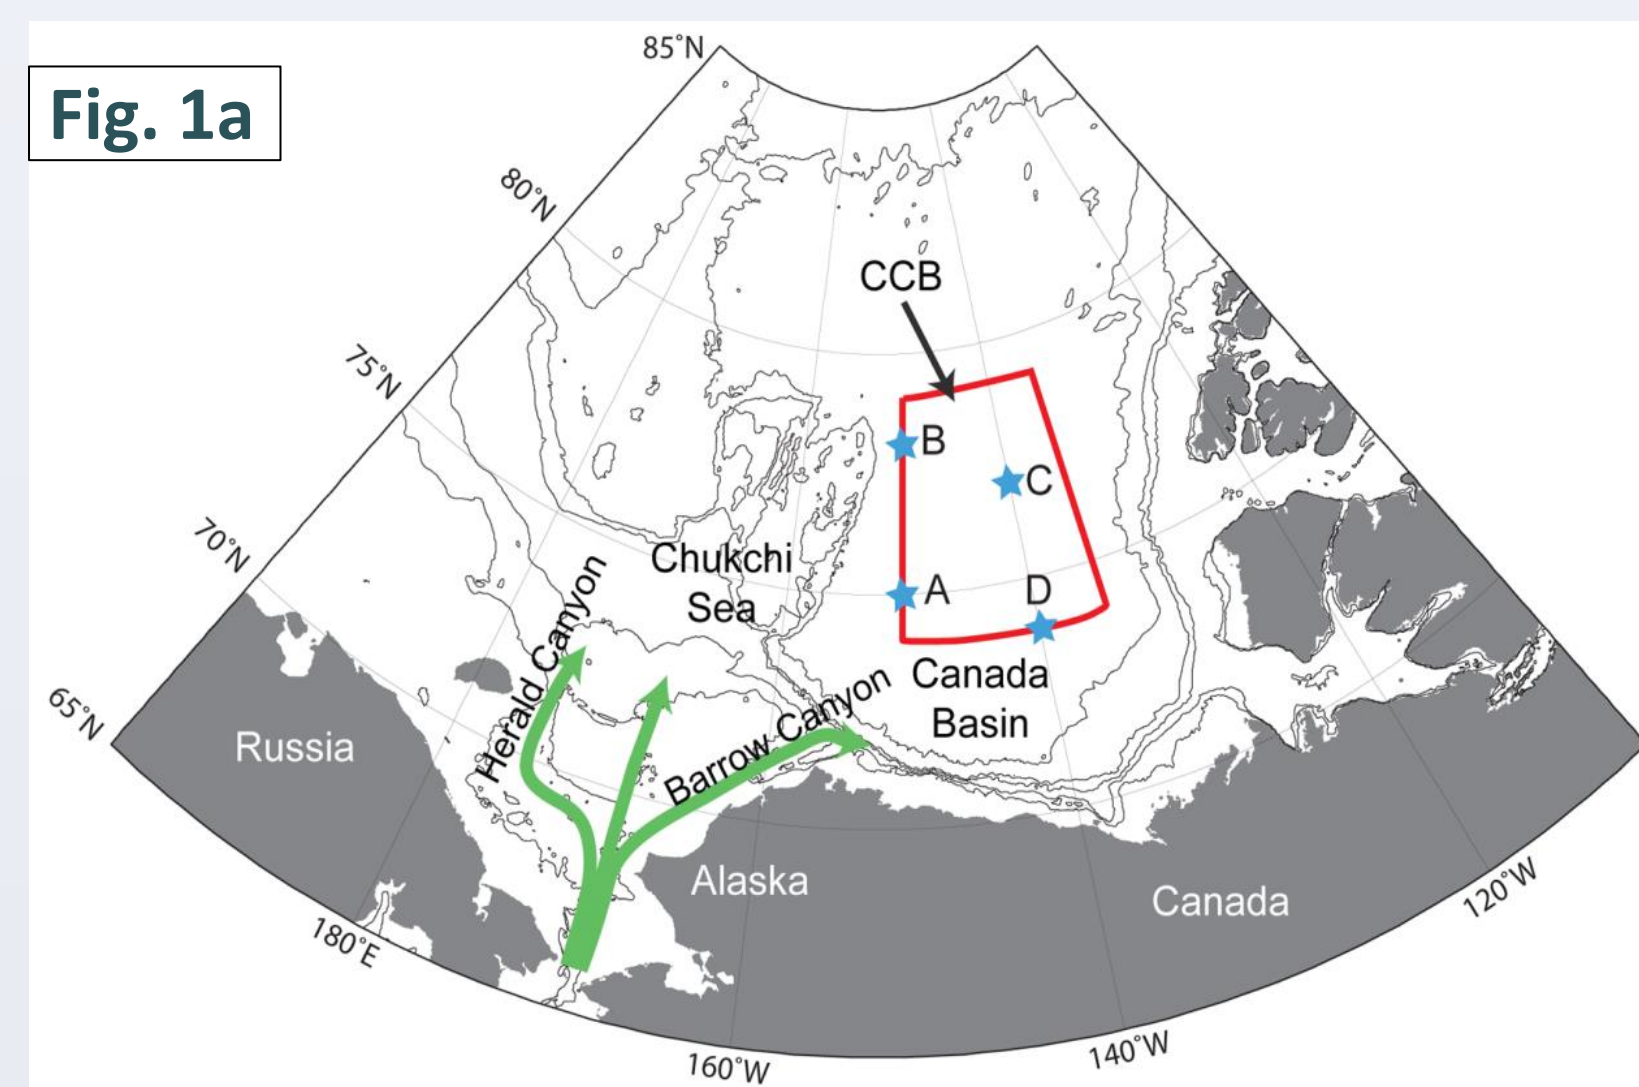 Fig. 1a
85°N
80°N
75°N
70°N
65°N
CCB
B
C
A
D
Chukchi
Sea
Herald Canyon
Barrow Canyon
Canada
Basin
Russia
Alaska
Canada
180°E
160°W
140°W
120°W